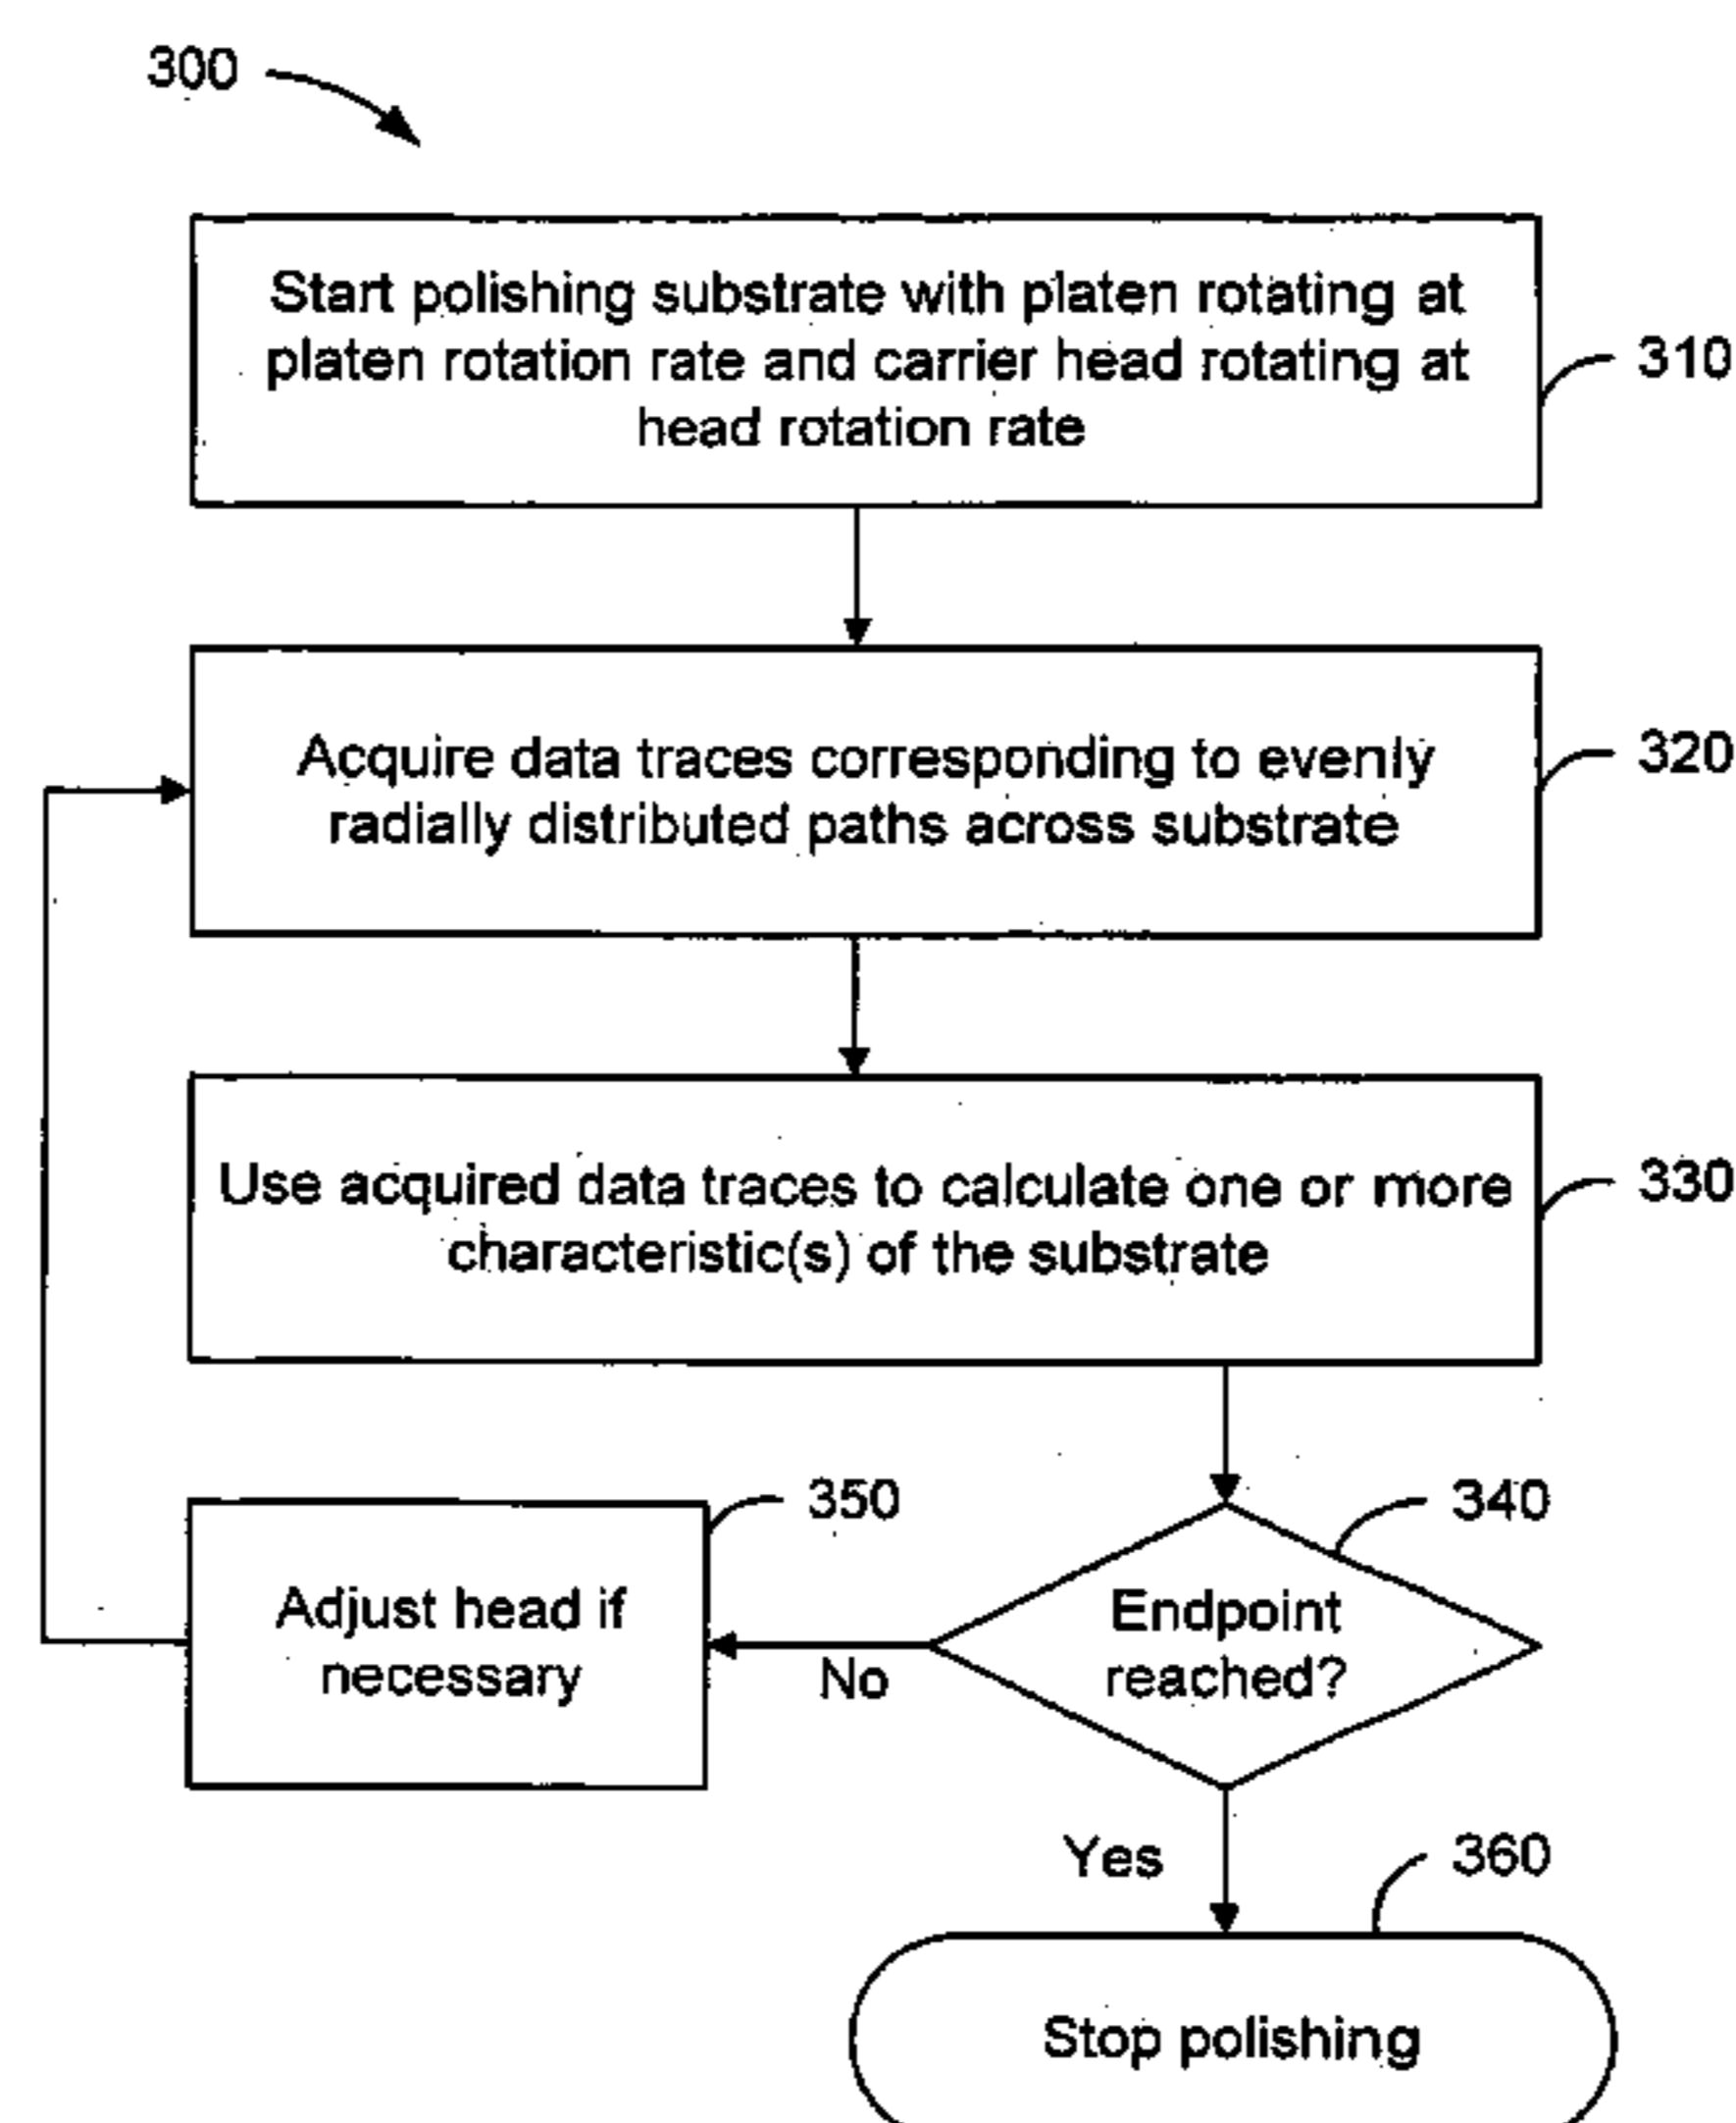 300
Start polishing substrate with platen rotating at
platen rotation rate and carrier head rotating at
head rotation rate
310
Acquire data traces corresponding to evenly
radially distributed paths across substrate
320
Use acquired data traces to calculate one or more
characteristic(s) of the substrate
330
350
340
Adjust head if
necessary
Endpoint
reached?
No
Yes
360
Stop polishing